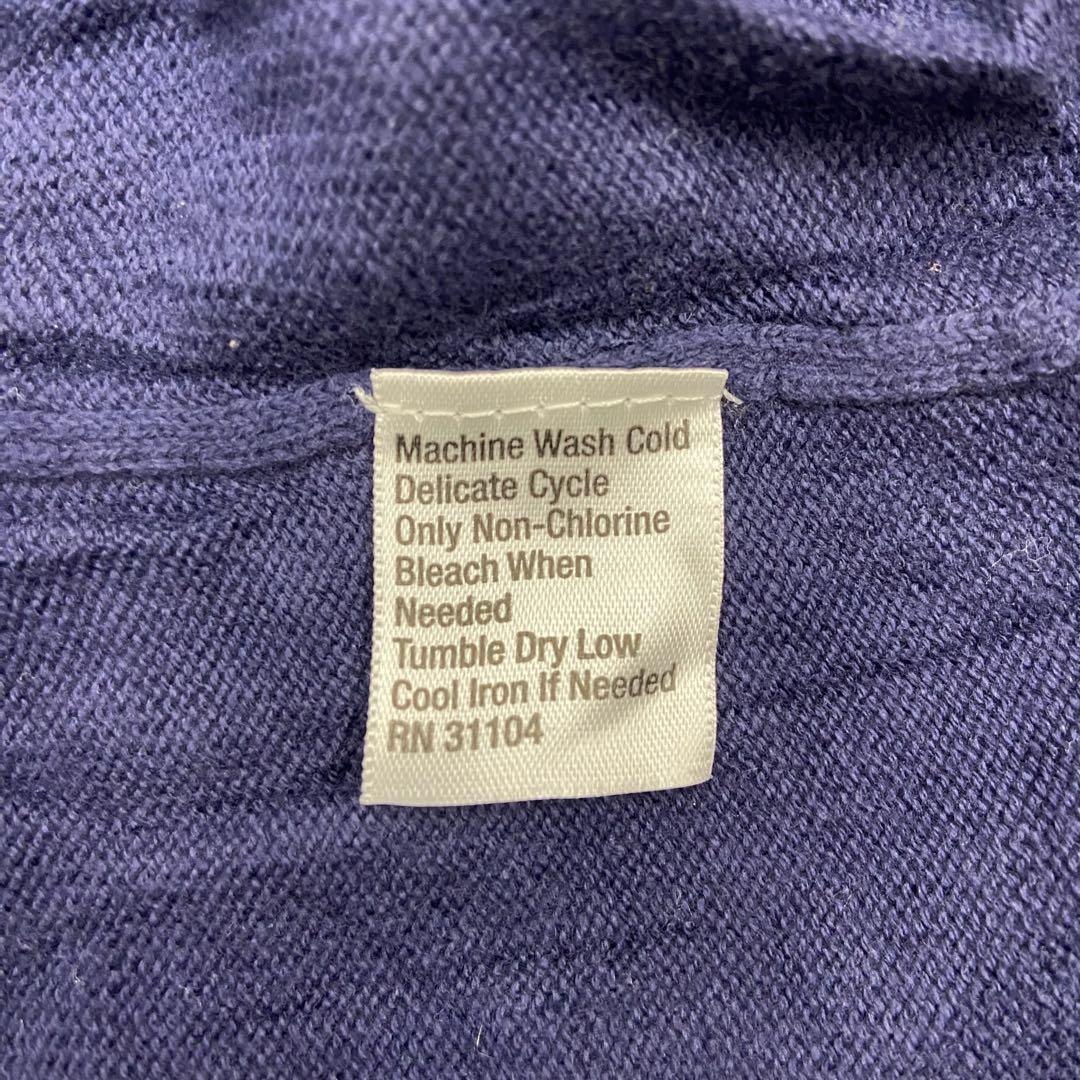 Machine Wash Cold
Delicate Cycle
Only Non-Chlorine
Bleach When
Needed
Tumble Dry Low
Cool Iron If Needed
RN 31104